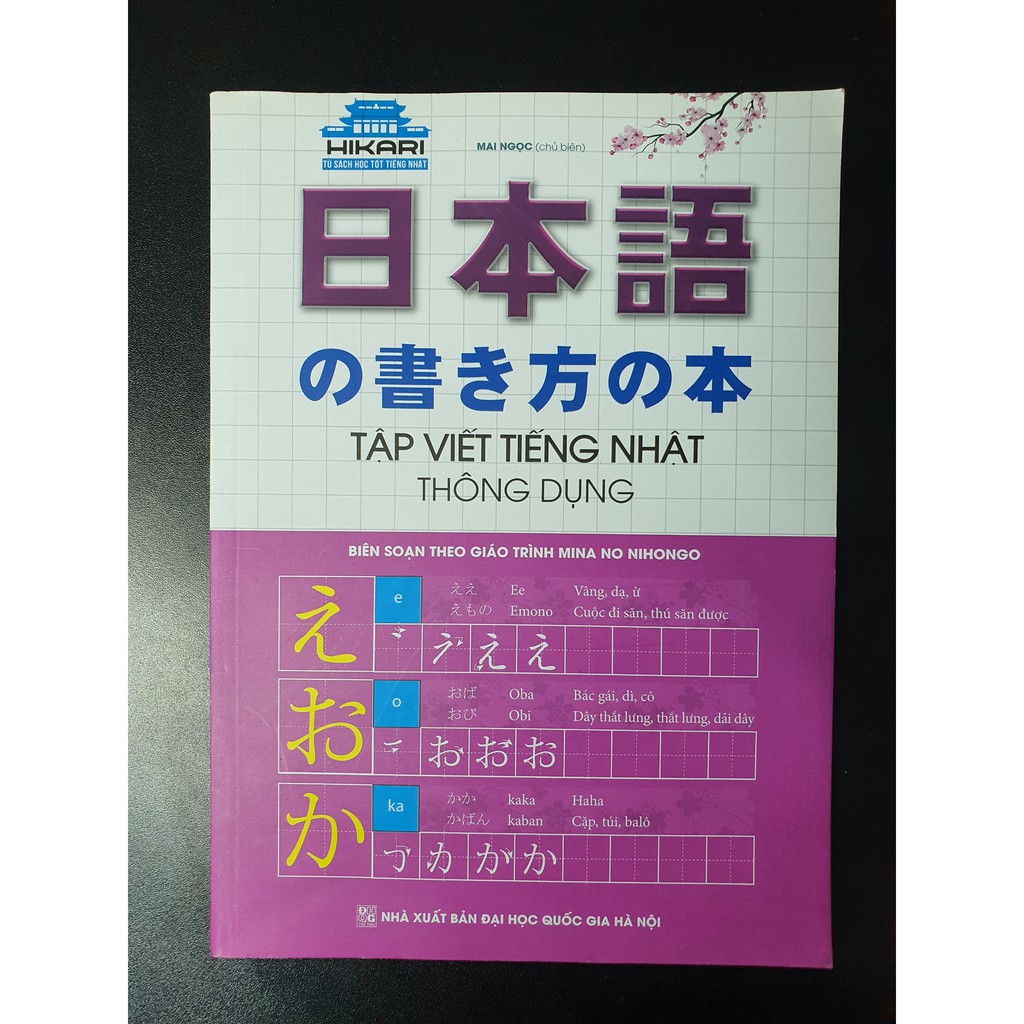 HIKARI
TỦ SÁCH HỌC TỐT TIẾNG NHẬT
MAI NGỌC (chủ biên)
日本語
の書き方の本
TẬP VIẾT TIẾNG NHẬT
THÔNG DỤNG
BIÊN SOẠN THEO GIÁO TRÌNH MINA NO NIHONGO
え e ええ Ee Vâng, dạ, ừ
えもの Emono Cuộc đi săn, thú săn được
え え え
お o おば Oba Bác gái, dì, cô
おび Obi Dây thắt lưng, thắt lưng, dải dây
お お お
か ka かか kaka Haha
かばん kaban Cặp, túi, balô
か か か
NHÀ XUẤT BẢN ĐẠI HỌC QUỐC GIA HÀ NỘI